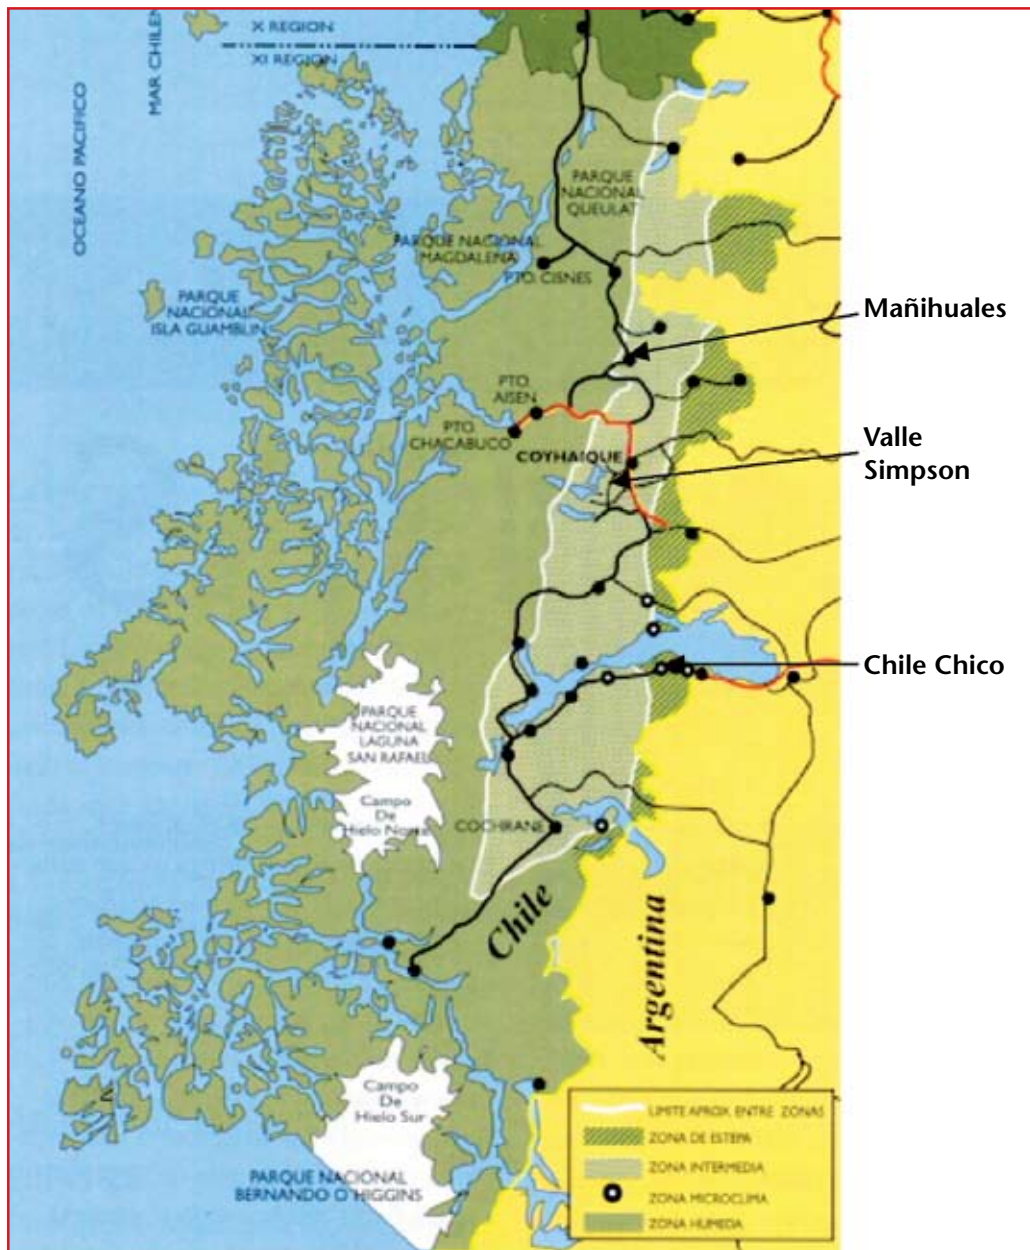 X REGION
XI REGION
MAR CHILEN
OCEANO PACIFICO
PARQUE
NACIONAL
QUEULAT
PARQUE NACIONAL
MAGDALENA
PTO. CISNES
PARQUE
NACIONAL
ISLA GUAMBLIN
Mañihuales
PTO.
AISEN
PTO.
CHACABUCO
COYHAIQUE
Valle
Simpson
Chile Chico
PARQUE
NACIONAL
LAGUNA
SAN RAFAEL
Campo
De
Hielo Norte
COCHRANE
Chile
Argentina
Campo
De
Hielo Sur
PARQUE NACIONAL
BERNANDO O´HIGGINS
LIMITE APROX. ENTRE ZONAS
ZONA DE ESTEPA
ZONA INTERMEDIA
ZONA MICROCLIMA
ZONA HUMEDA